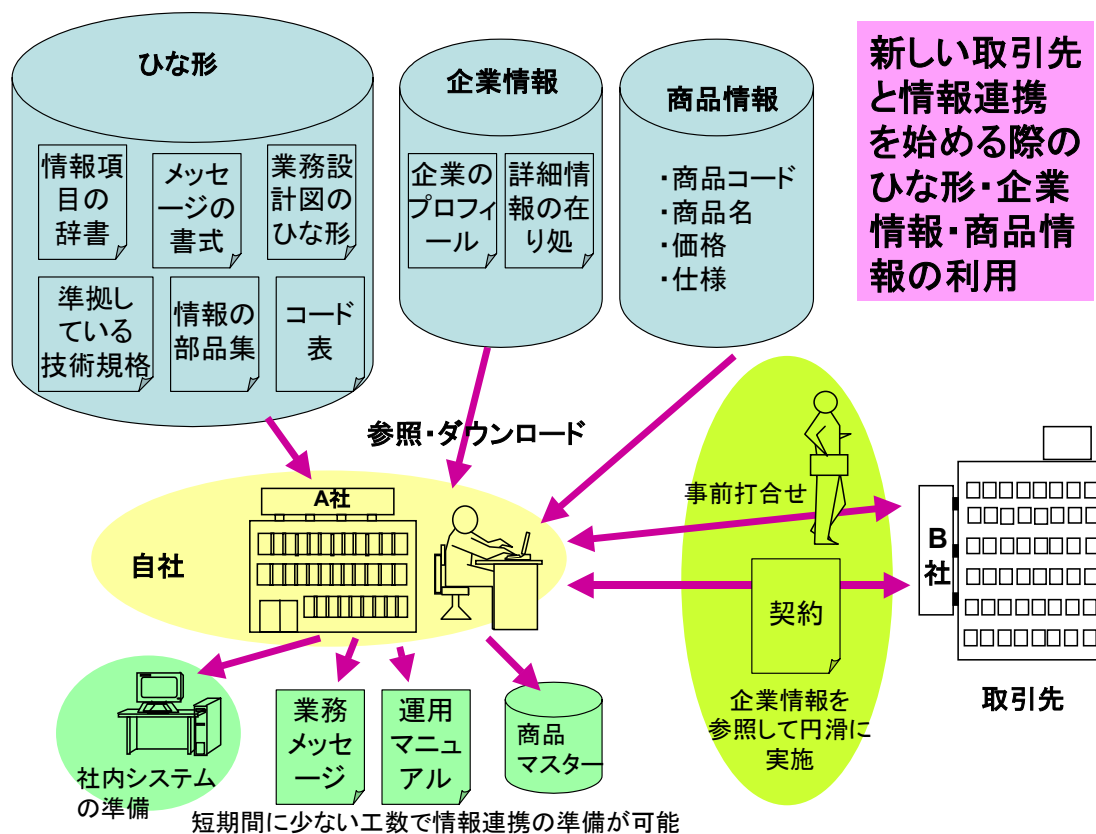 ひな形
情報項
目の
辞書
メッセ
ージの
書式
業務設
計図の
ひな形
準拠し
ている
技術規格
情報の
部品集
コード
表
企業情報
企業の
プロフィ
ール
詳細情
報の在
り処
商品情報
・商品コード
・商品名
・価格
・仕様
新しい取引先
と情報連携
を始める際の
ひな形・企業
情報・商品情
報の利用
参照・ダウンロード
A社
自社
事前打合せ
契約
企業情報を
参照して円滑に
実施
B
社
取引先
社内システム
の準備
業務
メッセ
ージ
運用
マニュ
アル
商品
マスター
短期間に少ない工数で情報連携の準備が可能